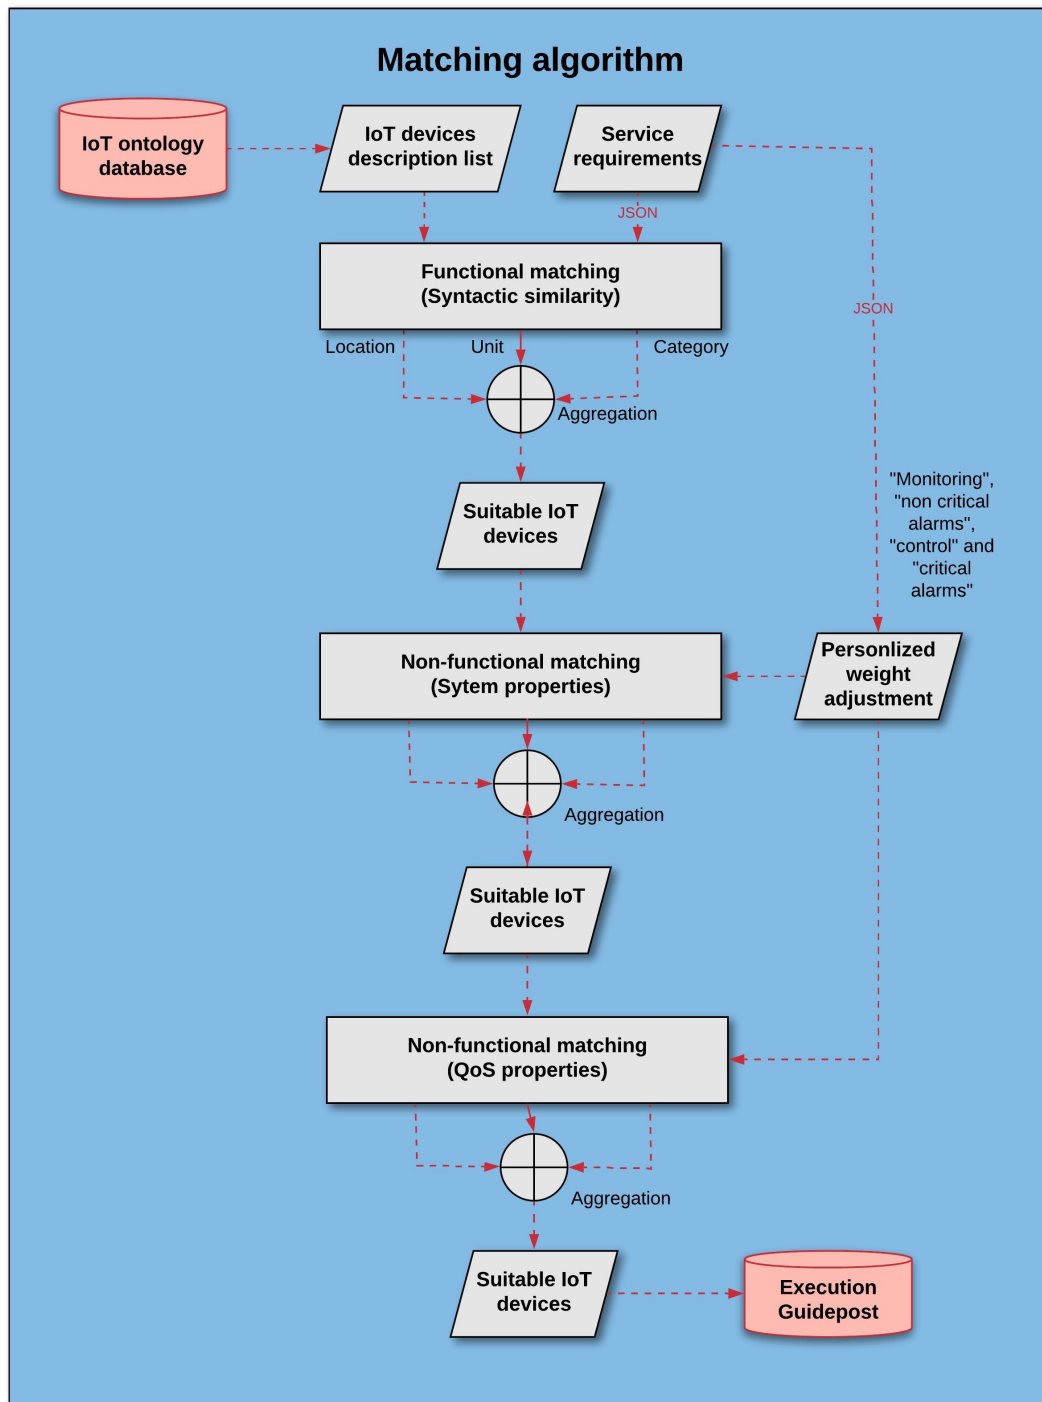 Matching algorithm
IoT ontology
database
IoT devices
description list
Service
requirements
JSON
Functional matching
(Syntactic similarity)
JSON
Location
Unit
Category
Aggregation
"Monitoring",
"non critical
alarms",
"control" and
"critical
alarms"
Suitable IoT
devices
Non-functional matching
(Sytem properties)
Personlized
weight
adjustment
Aggregation
Suitable IoT
devices
Non-functional matching
(QoS properties)
Aggregation
Suitable IoT
devices
Execution
Guidepost